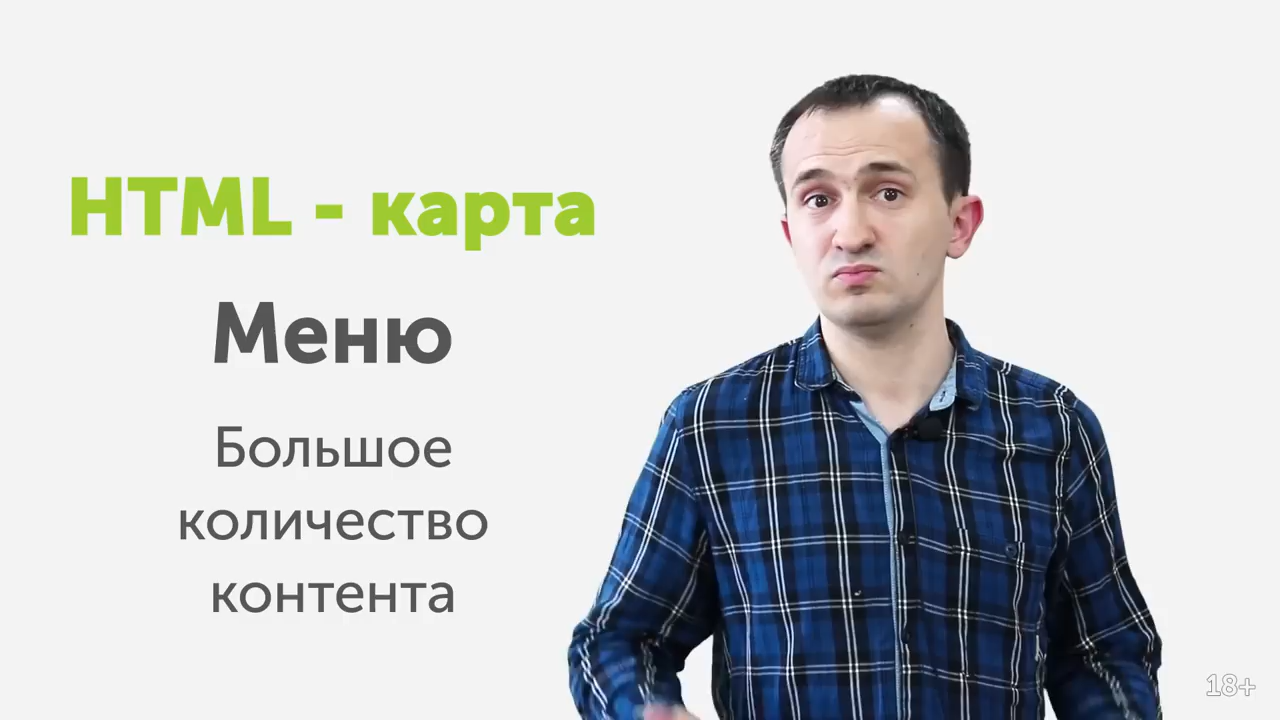 HTML - карта
Меню
Большое
количество
контента
18+